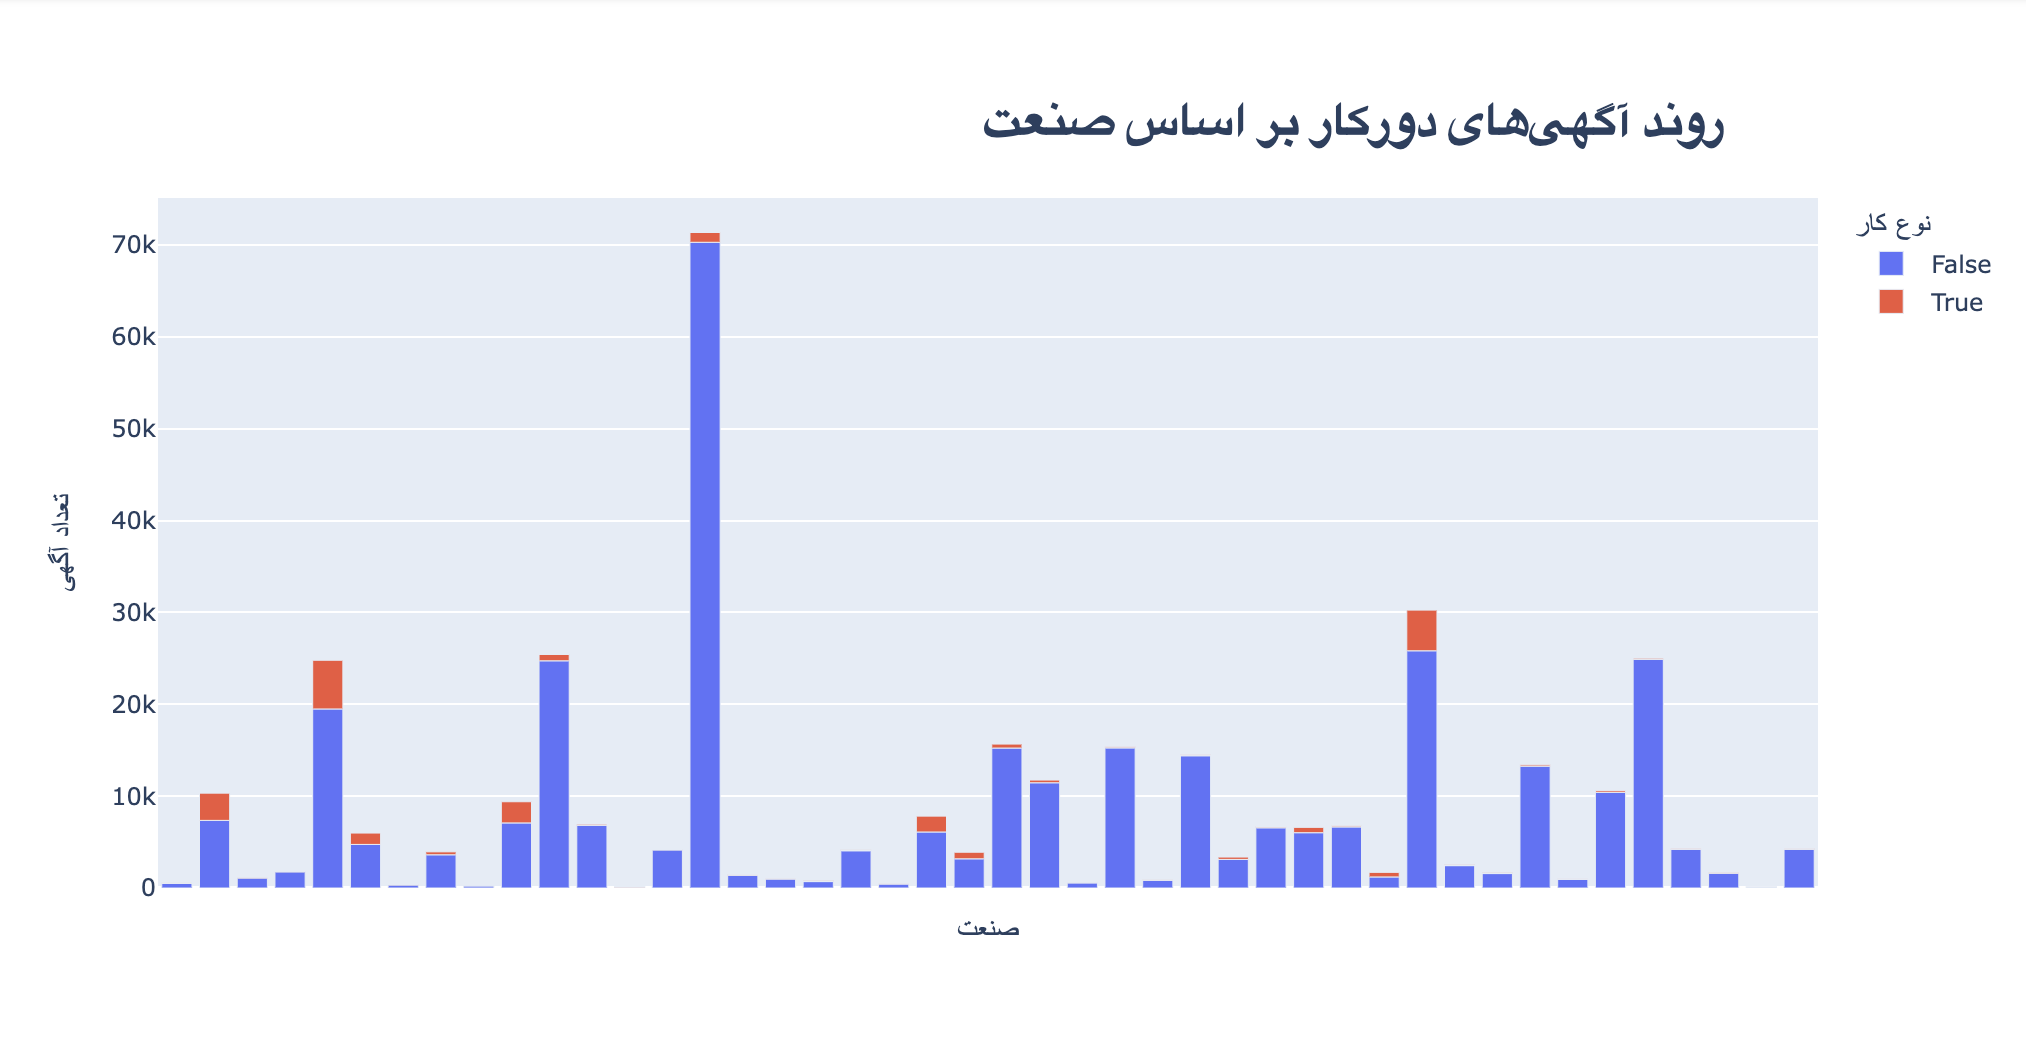 روند آگهی‌های دورکار بر اساس صنعت
نوع کار
False
True
70k
60k
50k
40k
30k
20k
10k
0
تعداد آگهی
صنعت